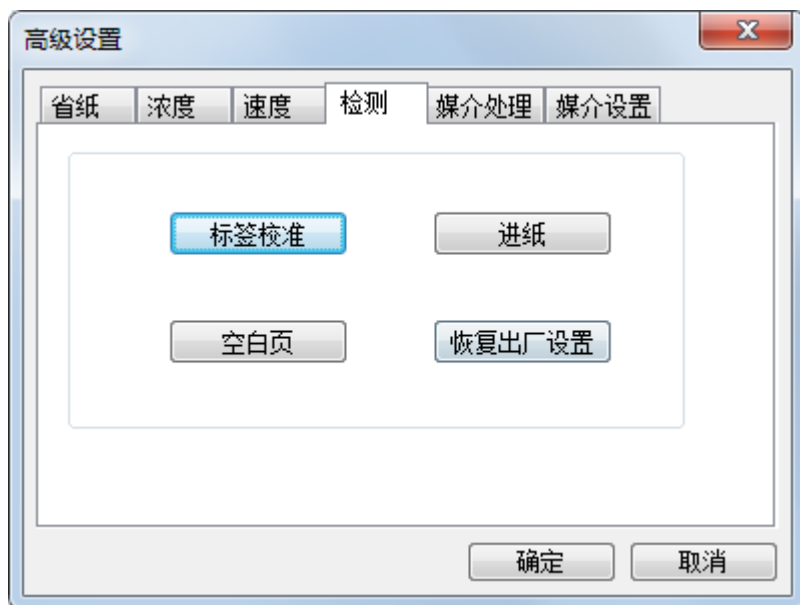 高级设置
省纸 浓度 速度 检测 媒介处理 媒介设置
标签校准 进纸
空白页 恢复出厂设置
确定 取消